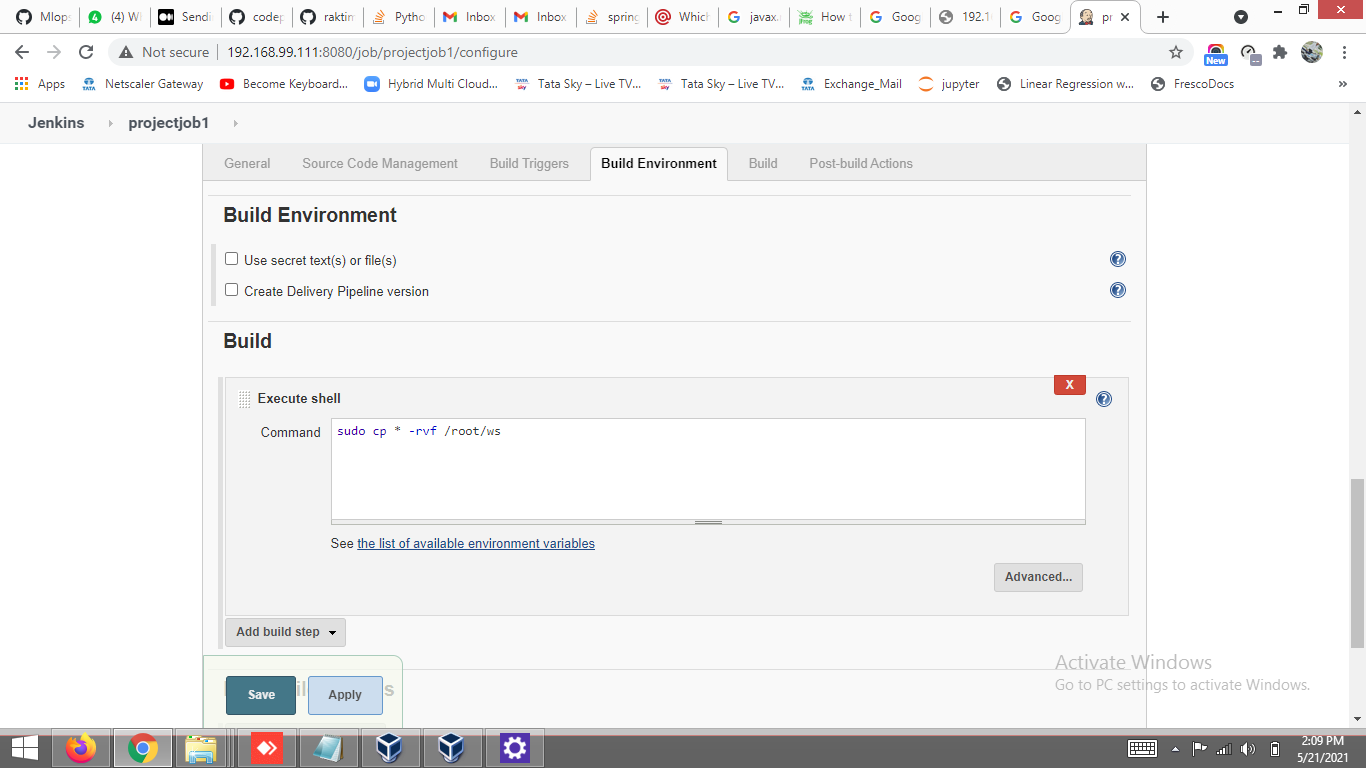 Mlops
(4) W
Sendi
codep
raktim
Pytho
Inbox
Inbox
spring
Which
javax.
How t
Goog
192.1
Goog
pr
Not secure | 192.168.99.111:8080/job/projectjob1/configure
New
Apps
Netscaler Gateway
Become Keyboard...
Hybrid Multi Cloud...
Tata Sky – Live TV...
Tata Sky – Live TV...
Exchange_Mail
jupyter
Linear Regression w...
FrescoDocs
»
Jenkins
projectjob1
General
Source Code Management
Build Triggers
Build Environment
Build
Post-build Actions
Build Environment
Use secret text(s) or file(s)
Create Delivery Pipeline version
Build
X
Execute shell
Command
sudo cp * -rvf /root/ws
See the list of available environment variables
Advanced...
Add build step
Save
Apply
Activate Windows
Go to PC settings to activate Windows.
2:09 PM
5/21/2021